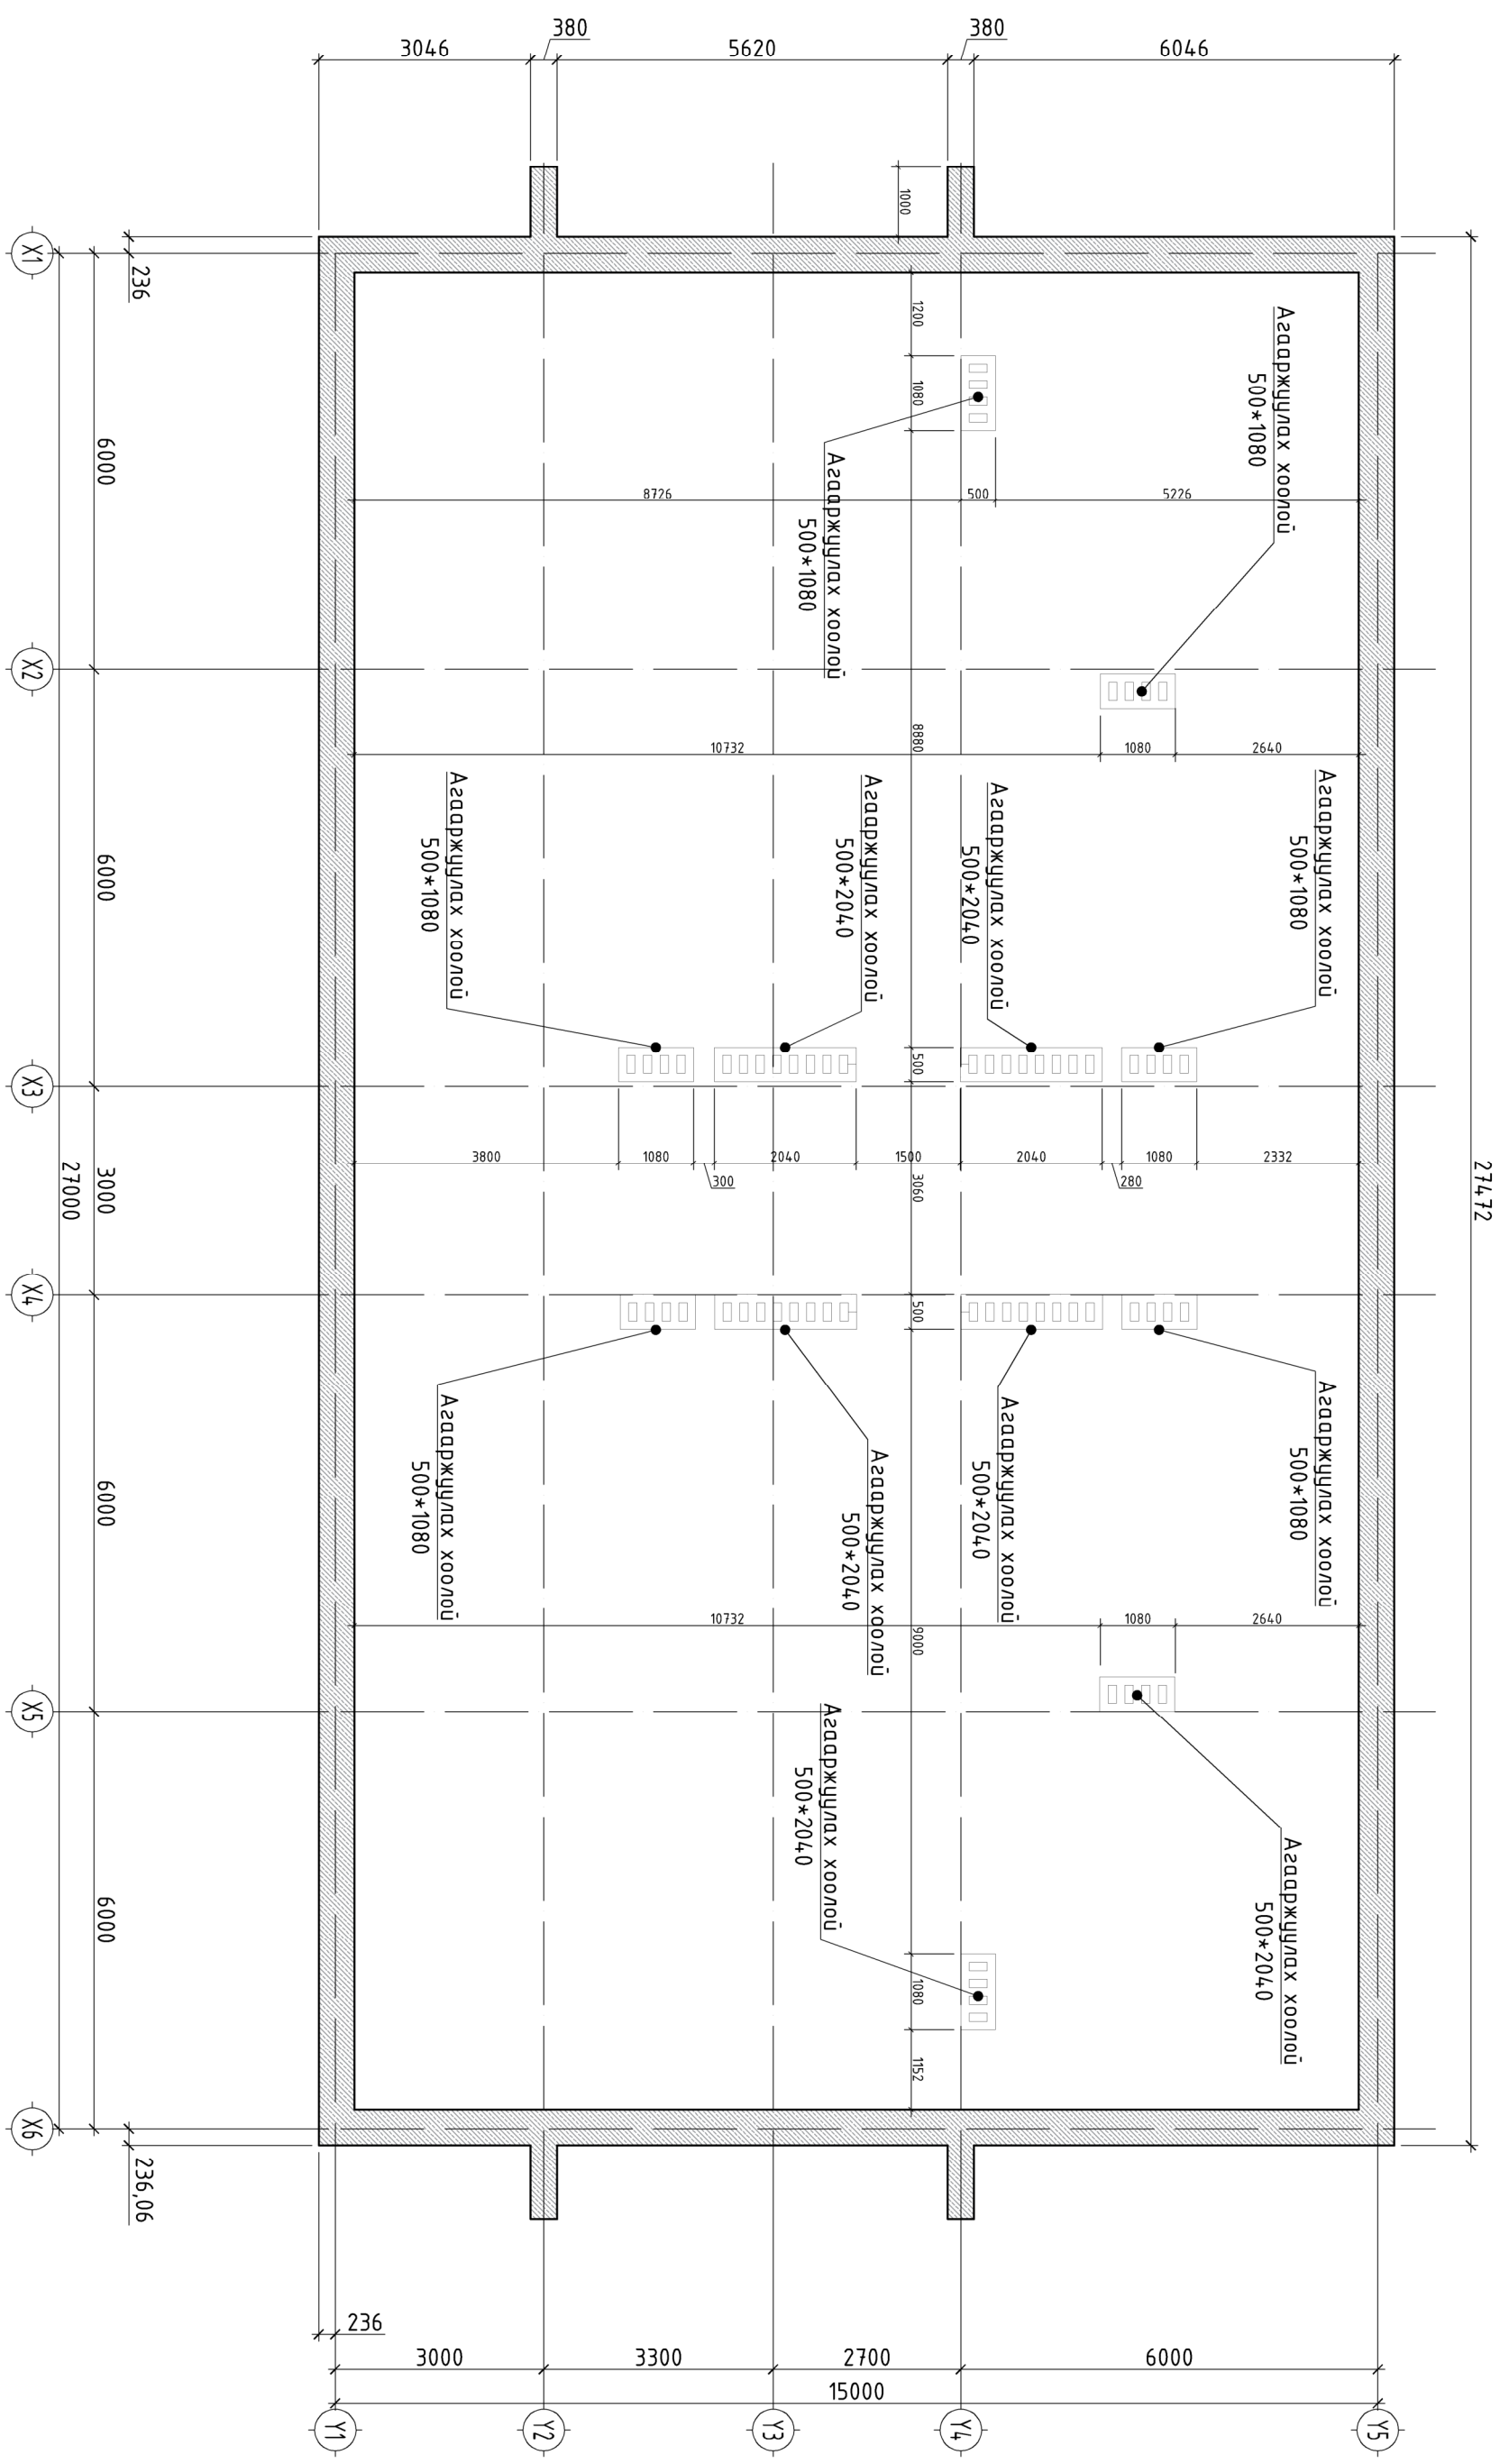 3046
380
5620
380
6046
1000
X1
236
27472
1200
1080
Агааржуулах хоолой
500*1080
Агааржуулах хоолой
500*1080
6000
8726
500
5226
X2
8880
10732
1080
2640
Агааржуулах хоолой
500*1080
Агааржуулах хоолой
500*2040
Агааржуулах хоолой
500*2040
Агааржуулах хоолой
500*1080
6000
500
X3
3800
1080
300
2040
1500
2040
280
1080
2332
3060
3000
27000
X4
500
Агааржуулах хоолой
500*1080
Агааржуулах хоолой
500*2040
Агааржуулах хоолой
500*2040
Агааржуулах хоолой
500*1080
6000
10732
1080
2640
9000
X5
Агааржуулах хоолой
500*2040
Агааржуулах хоолой
500*2040
6000
1080
1152
X6
236,06
236
3000
3300
2700
6000
15000
Y1
Y2
Y3
Y4
Y5